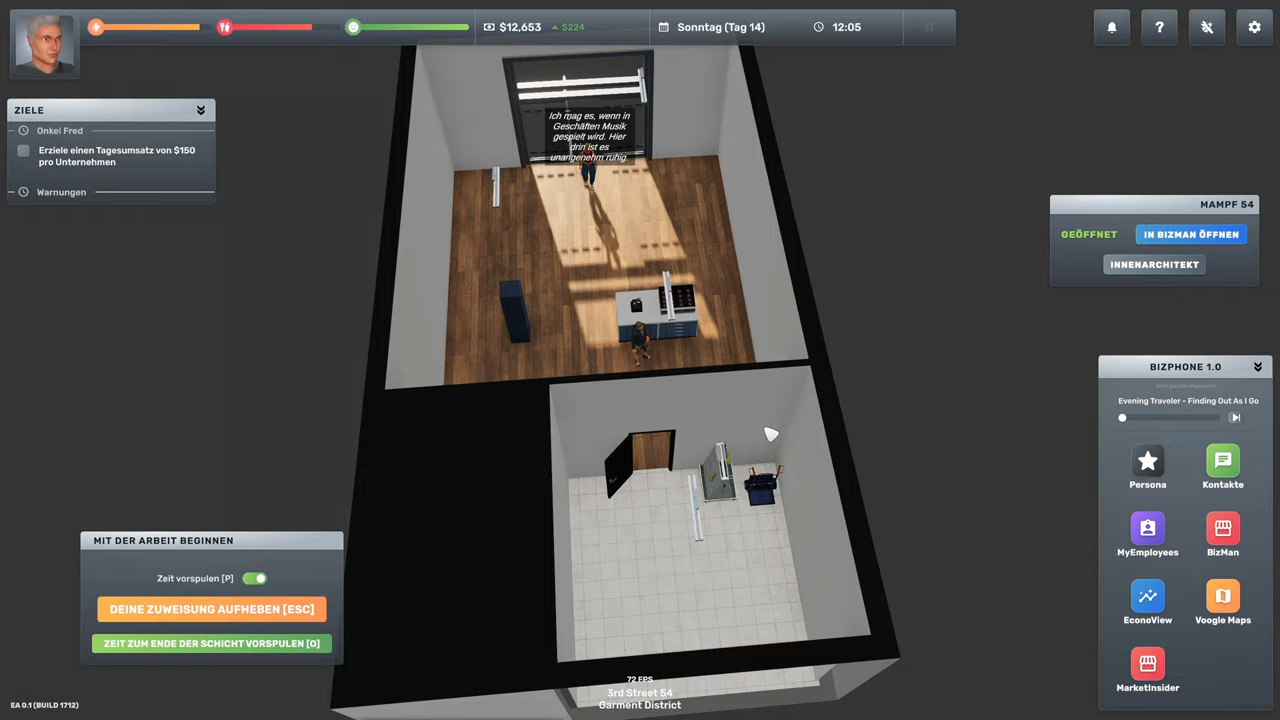 $12,653
$224
Sonntag (Tag 14)
12:05
ZIELE
Onkel Fred
Erziele einen Tagesumsatz von $150
pro Unternehmen
Warnungen
Ich mag es, wenn in
Geschäften Musik
gespielt wird. Hier
drin ist es
unangenehm ruhig
MAMPF 54
GEÖFFNET
IN BIZMAN ÖFFNEN
INNENARCHITEKT
BIZPHONE 1.0
Evening Traveler - Finding Out As I Go
Persona
Kontakte
MyEmployees
BizMan
EconoView
Voogle Maps
MarketInsider
MIT DER ARBEIT BEGINNEN
Zeit vorspulen [P]
DEINE ZUWEISUNG AUFHEBEN [ESC]
ZEIT ZUM ENDE DER SCHICHT VORSPULEN [O]
72 FPS
3rd Street 54
Garment District
EA 0.1 (BUILD 1712)